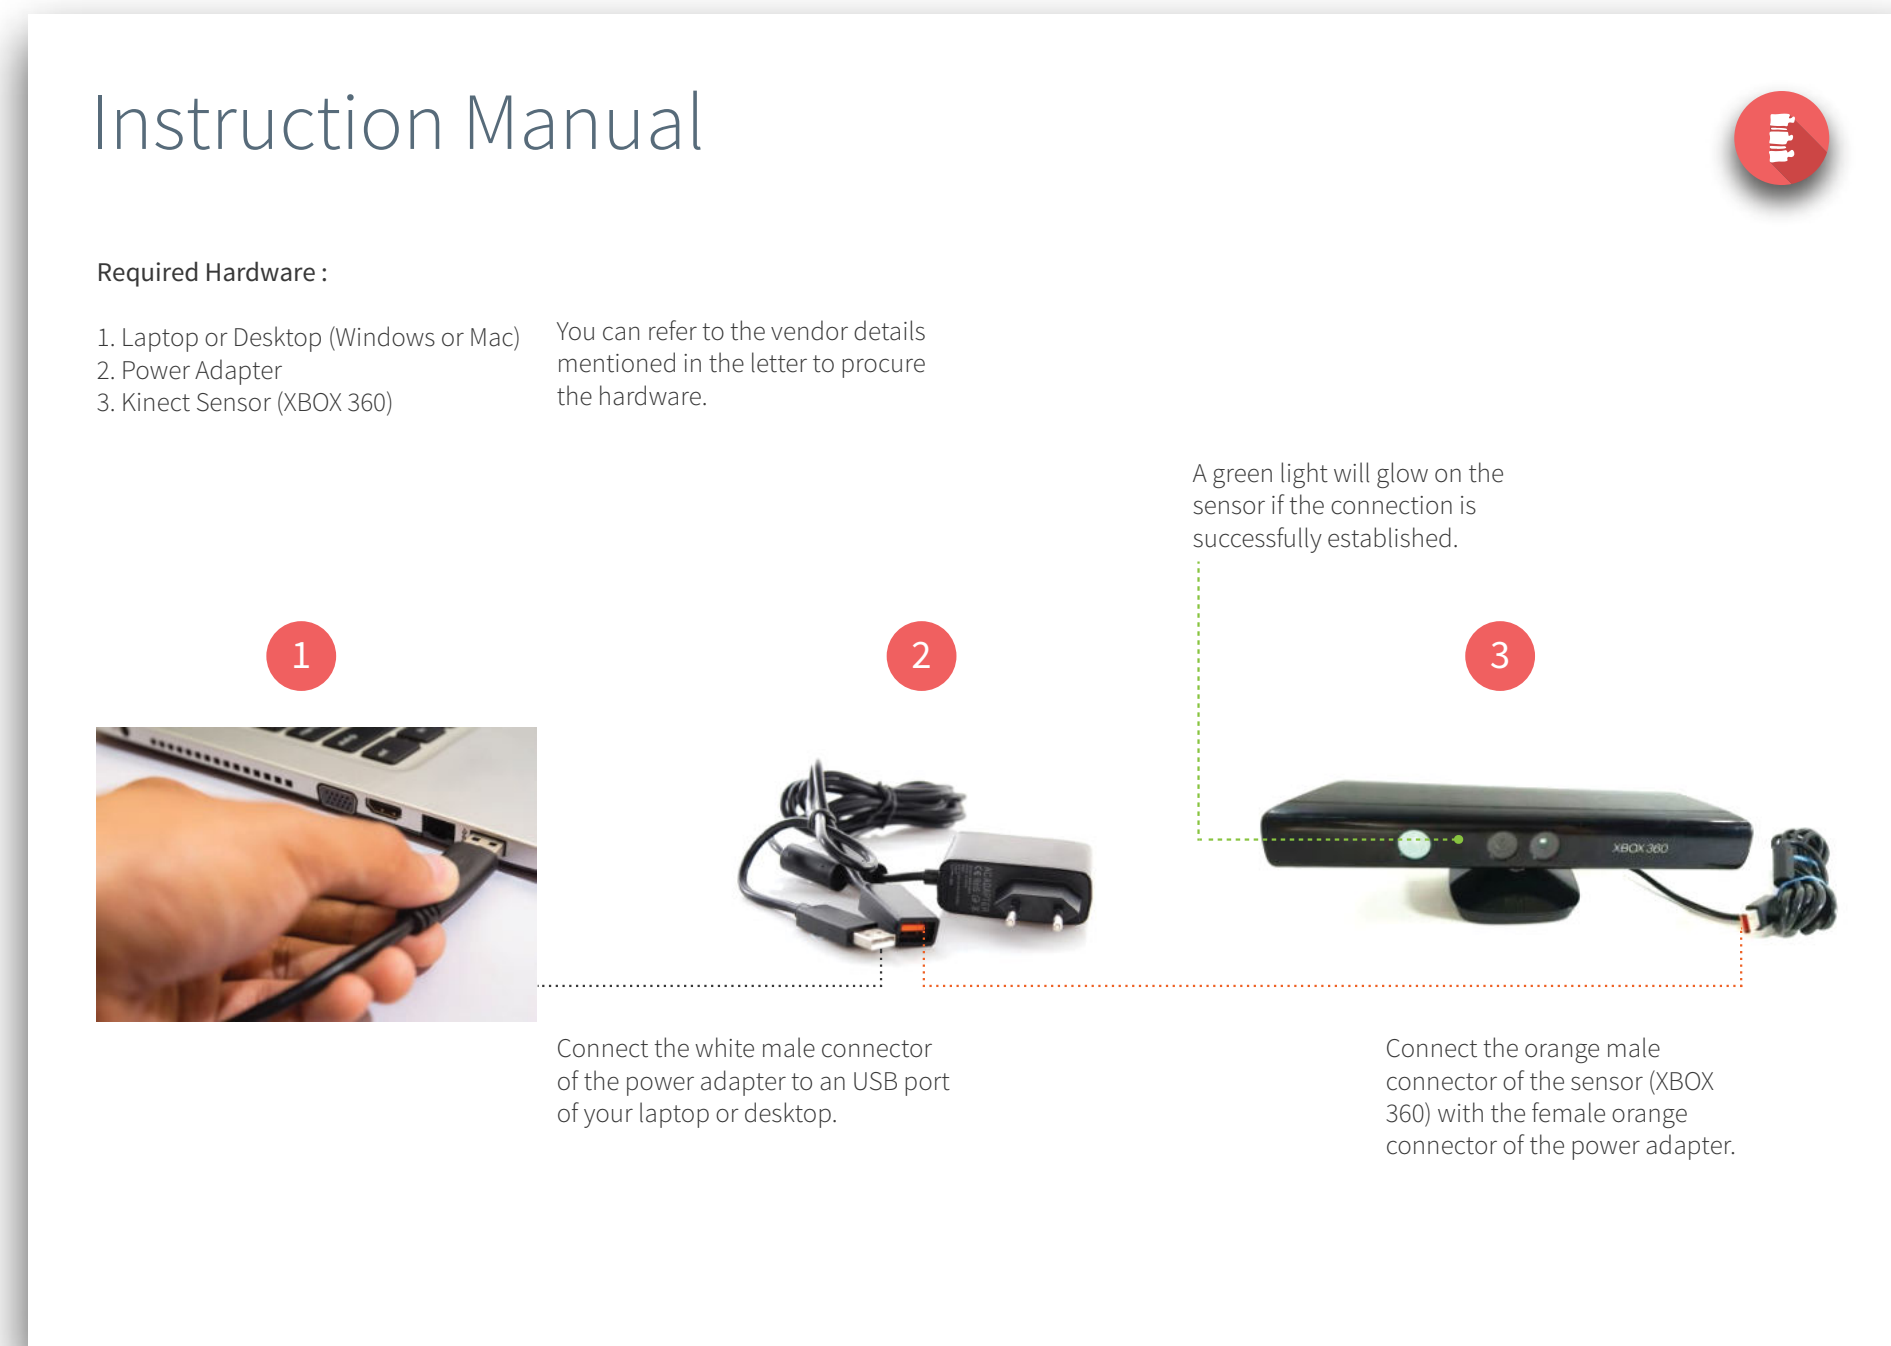 Instruction Manual
Required Hardware :
1. Laptop or Desktop (Windows or Mac)
2. Power Adapter
3. Kinect Sensor (XBOX 360)
You can refer to the vendor details
mentioned in the letter to procure
the hardware.
A green light will glow on the
sensor if the connection is
successfully established.
1
2
3
AC ADAPTER
XBOX 360
Connect the white male connector
of the power adapter to an USB port
of your laptop or desktop.
Connect the orange male
connector of the sensor (XBOX
360) with the female orange
connector of the power adapter.